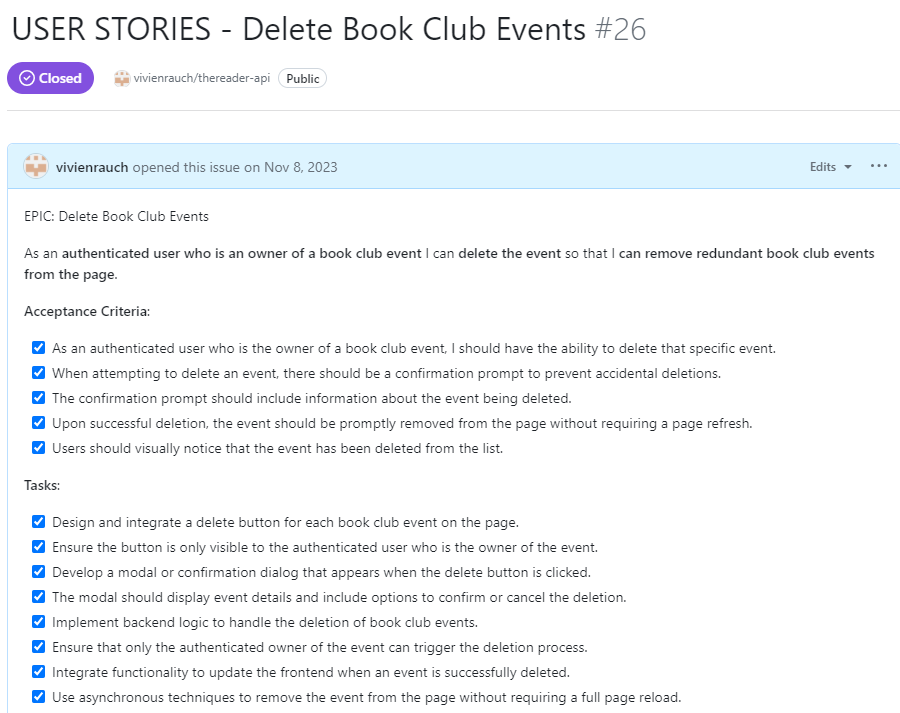 USER STORIES - Delete Book Club Events #26
Closed vivienrauch/thereader-api Public
vivienrauch opened this issue on Nov 8, 2023 Edits
EPIC: Delete Book Club Events
As an authenticated user who is an owner of a book club event I can delete the event so that I can remove redundant book club events
from the page.
Acceptance Criteria:
As an authenticated user who is the owner of a book club event, I should have the ability to delete that specific event.
When attempting to delete an event, there should be a confirmation prompt to prevent accidental deletions.
The confirmation prompt should include information about the event being deleted.
Upon successful deletion, the event should be promptly removed from the page without requiring a page refresh.
Users should visually notice that the event has been deleted from the list.
Tasks:
Design and integrate a delete button for each book club event on the page.
Ensure the button is only visible to the authenticated user who is the owner of the event.
Develop a modal or confirmation dialog that appears when the delete button is clicked.
The modal should display event details and include options to confirm or cancel the deletion.
Implement backend logic to handle the deletion of book club events.
Ensure that only the authenticated owner of the event can trigger the deletion process.
Integrate functionality to update the frontend when an event is successfully deleted.
Use asynchronous techniques to remove the event from the page without requiring a full page reload.